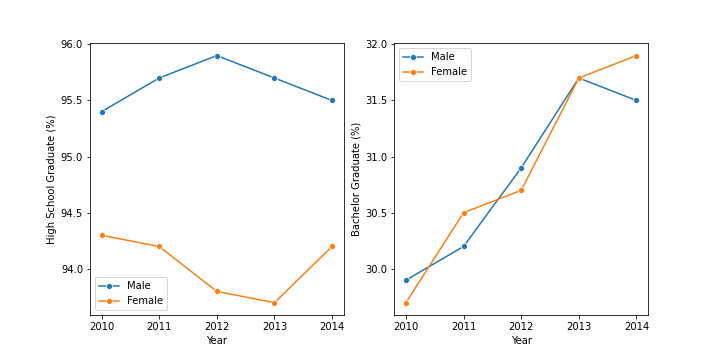 High School Graduate (%)
96.0
95.5
95.0
94.5
94.0
Male
Female
2010 2011 2012 2013 2014
Year
Bachelor Graduate (%)
32.0
31.5
31.0
30.5
30.0
Male
Female
2010 2011 2012 2013 2014
Year